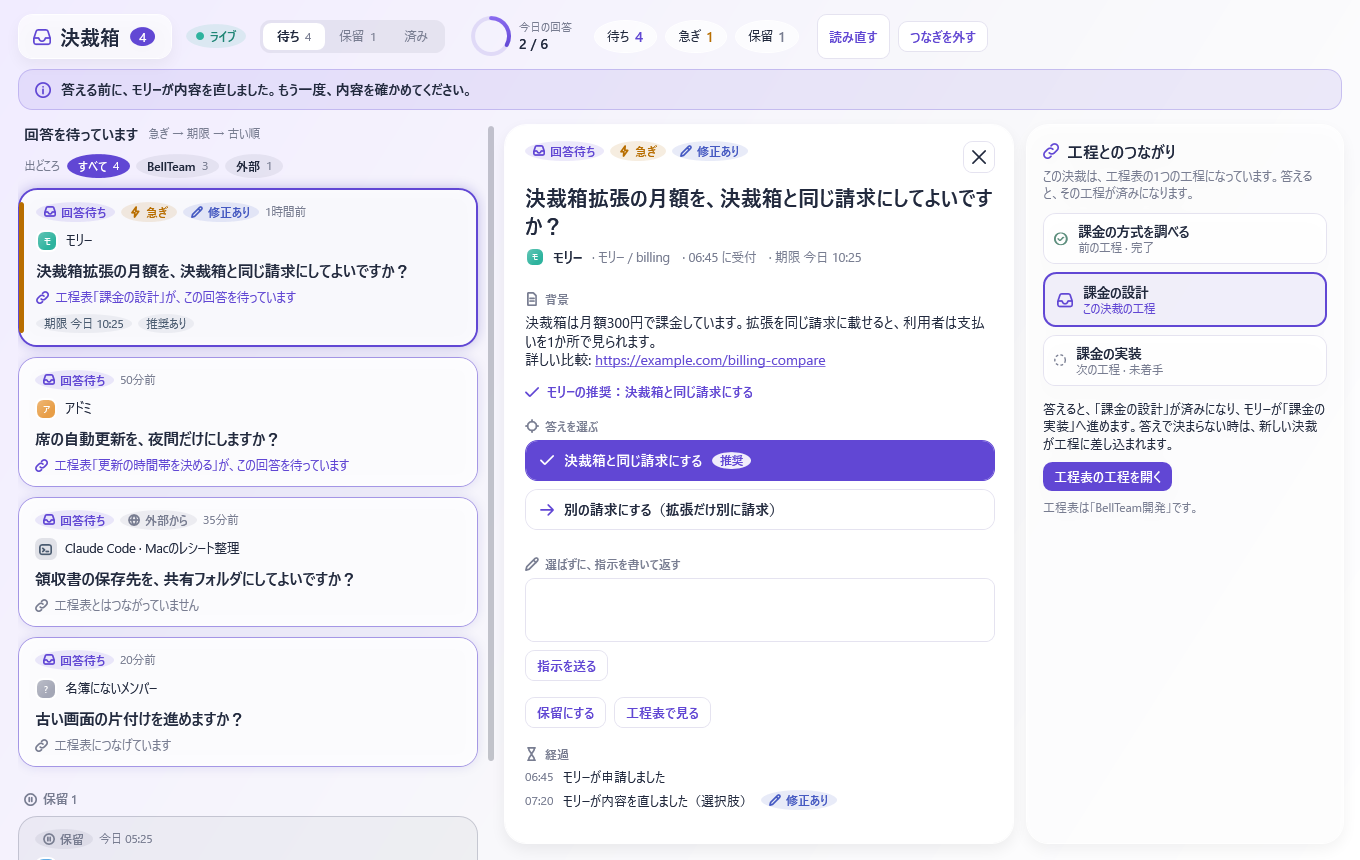 決裁箱 4
ライブ
待ち 4 保留 1 済み
今日の回答
2 / 6
待ち 4
急ぎ 1
保留 1
読み直す
つなぎを外す
答える前に、モリーが内容を直しました。もう一度、内容を確かめてください。
回答を待っています 急ぎ → 期限 → 古い順
出どころ すべて 4 BellTeam 3 外部 1
回答待ち 急ぎ 修正あり 1時間前
モ モリー
決裁箱拡張の月額を、決裁箱と同じ請求にしてよいですか？
工程表「課金の設計」が、この回答を待っています
期限 今日 10:25 推奨あり
回答待ち 50分前
ア アドミ
席の自動更新を、夜間だけにしますか？
工程表「更新の時間帯を決める」が、この回答を待っています
回答待ち 外部から 35分前
Claude Code · Macのレシート整理
領収書の保存先を、共有フォルダにしてよいですか？
工程表とはつながっていません
回答待ち 20分前
? 名簿にないメンバー
古い画面の片付けを進めますか？
工程表につなげています
保留 1
保留 今日 05:25
回答待ち 急ぎ 修正あり
決裁箱拡張の月額を、決裁箱と同じ請求にしてよいです
か？
モ モリー · モリー / billing · 06:45 に受付 · 期限 今日 10:25
背景
決裁箱は月額300円で課金しています。拡張を同じ請求に載せると、利用者は支払
いを1か所で見られます。
詳しい比較: https://example.com/billing-compare
モリーの推奨：決裁箱と同じ請求にする
答えを選ぶ
決裁箱と同じ請求にする 推奨
別の請求にする（拡張だけ別に請求）
選ばずに、指示を書いて返す
指示を送る
保留にする 工程表で見る
経過
06:45 モリーが申請しました
07:20 モリーが内容を直しました（選択肢） 修正あり
工程とのつながり
この決裁は、工程表の1つの工程になっています。答える
と、その工程が済みになります。
課金の方式を調べる
前の工程 · 完了
課金の設計
この決裁の工程
課金の実装
次の工程 · 未着手
答えると、「課金の設計」が済みになり、モリーが「課金の
実装」へ進めます。答えで決まらない時は、新しい決裁
が工程に差し込まれます。
工程表の工程を開く
工程表は「BellTeam開発」です。